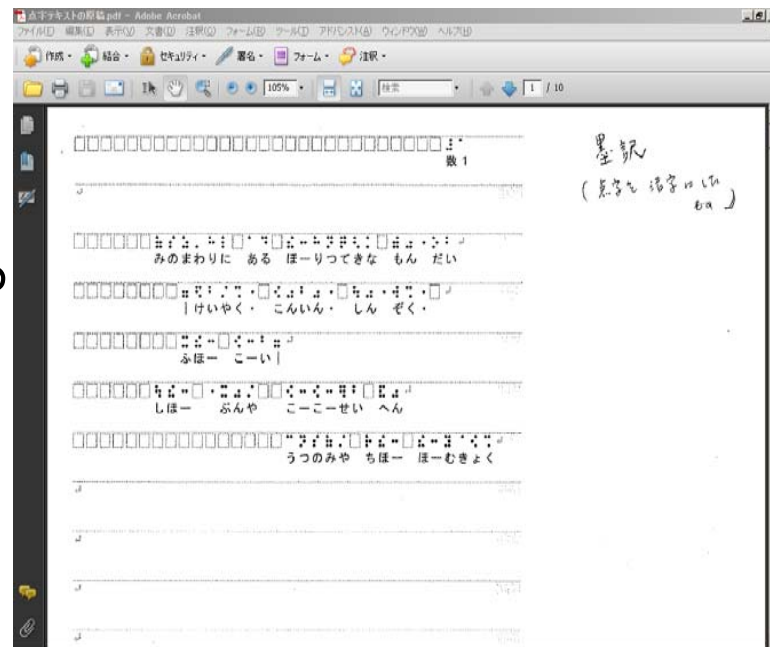 点字テキストの原稿.pdf - Adobe Acrobat
ファイル(F) 編集(E) 表示(V) 文書(D) 注釈(C) フォーム(R) ツール(T) アドバンスト(A) ウィンドウ(W) ヘルプ(H)
作成 結合 セキュリティ 署名 フォーム 注釈
105% 検索 1 / 10
数 1
墨訳
(点字を
みのまわりに ある ほーりつてきな もん だい
|けいやく・ こんいん・ しん ぞく・
ふほー こーい|
しほー ぶんや こーこーせい へん
うつのみや ちほー ほーむきょく